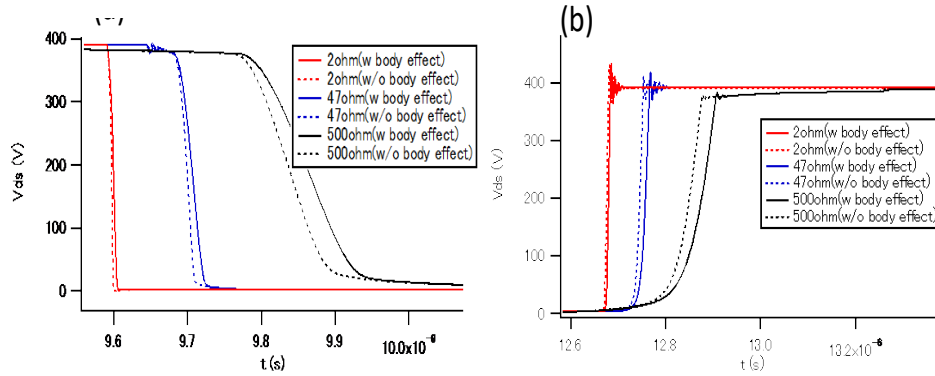 (b)
400
300
200
100
0
Vds (V)
9.6
9.7
9.8
9.9
10.0x10⁻⁶
t(s)
2ohm(w body effect)
2ohm(w/o body effect)
47ohm(w body effect)
47ohm(w/o body effect)
500ohm(w body effect)
500ohm(w/o body effect)
400
300
200
100
0
Vds (V)
12.6
12.8
13.0
13.2x10⁻⁶
t(s)
2ohm(w body effect)
2ohm(w/o body effect)
47ohm(w body effect)
47ohm(w/o body effect)
500ohm(w body effect)
500ohm(w/o body effect)